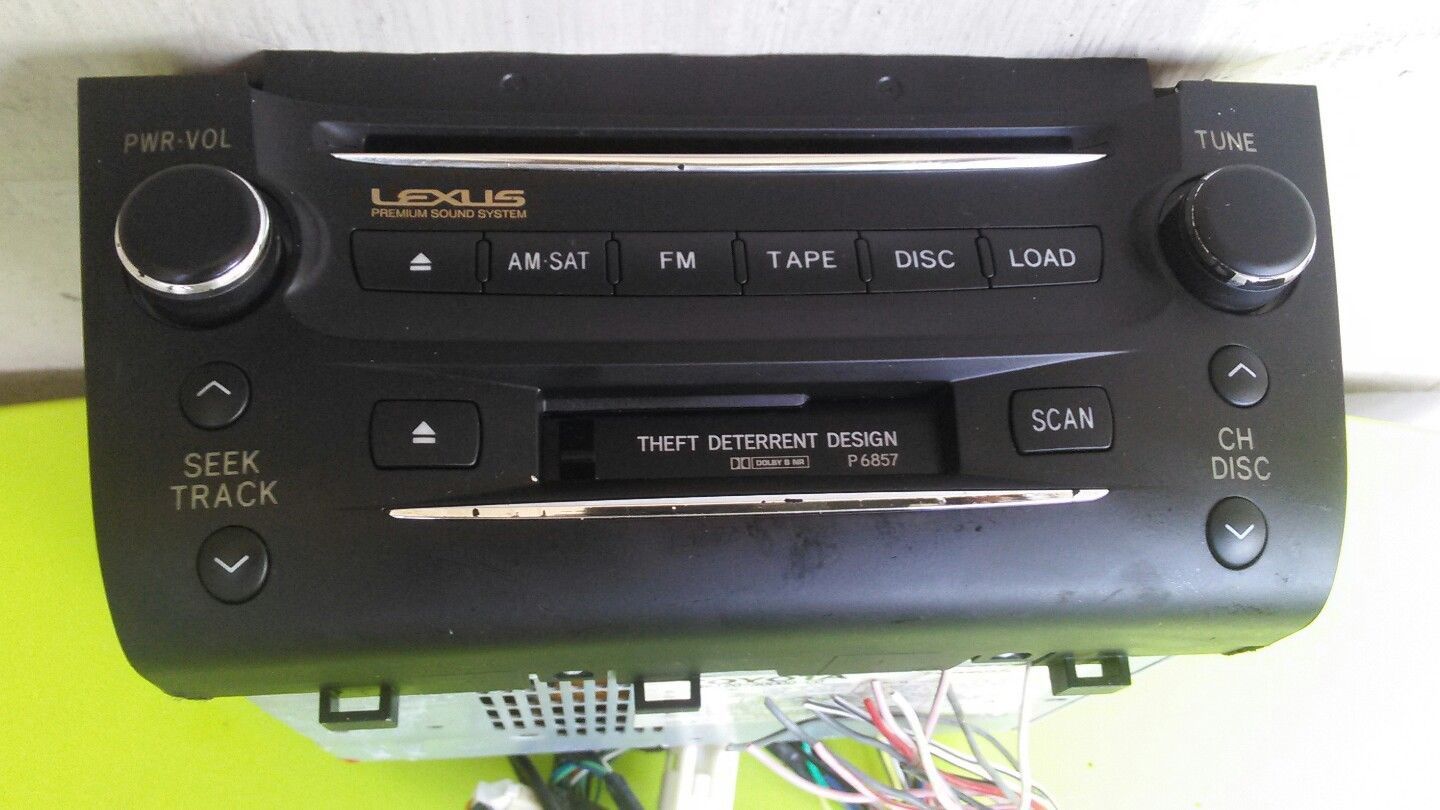 PWR·VOL
TUNE
LEXUS
PREMIUM SOUND SYSTEM
AM·SAT
FM
TAPE
DISC
LOAD
SCAN
THEFT DETERRENT DESIGN
DOLBY B NR
P6857
SEEK
TRACK
CH
DISC